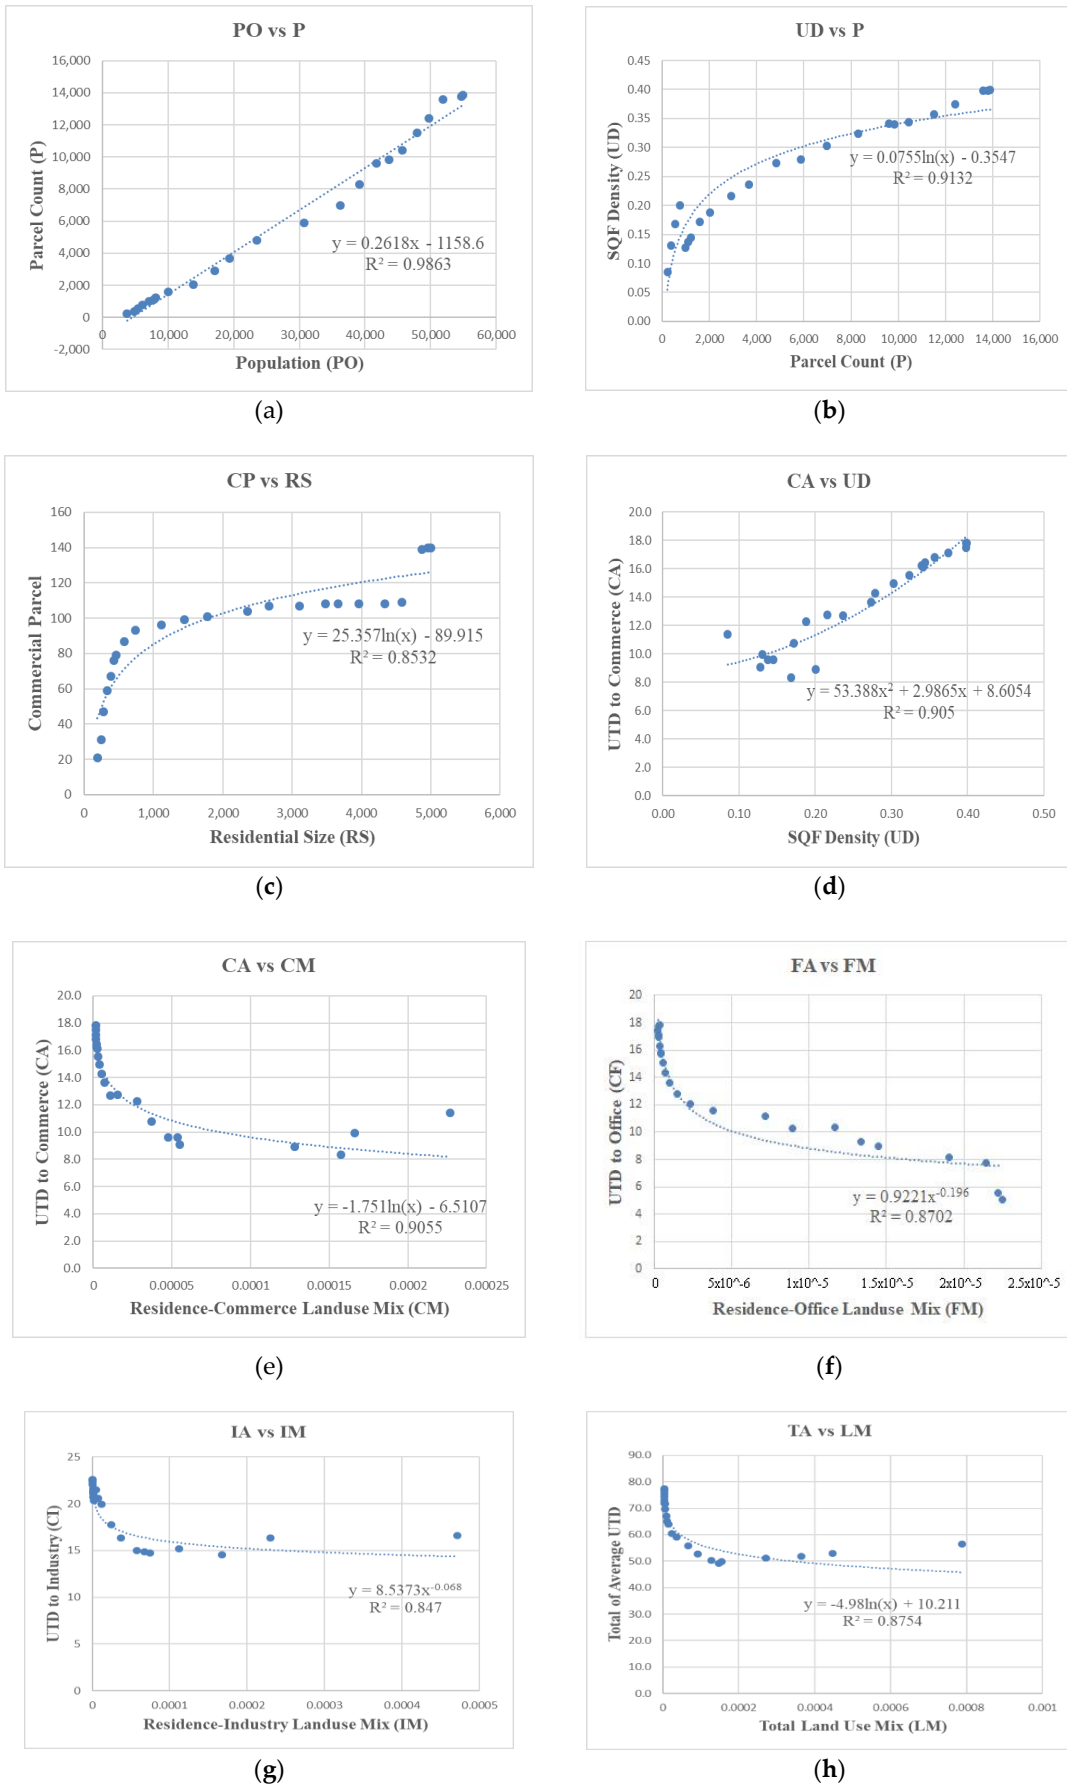 PO vs P
16,000
14,000
12,000
10,000
8,000
6,000
4,000
2,000
0
-2,000
Parcel Count (P)
y = 0.2618x - 1158.6
R² = 0.9863
0 10,000 20,000 30,000 40,000 50,000 60,000
Population (PO)
(a)
UD vs P
0.45
0.40
0.35
0.30
0.25
0.20
0.15
0.10
0.05
0.00
SQF Density (UD)
y = 0.0755ln(x) - 0.3547
R² = 0.9132
0 2,000 4,000 6,000 8,000 10,000 12,000 14,000 16,000
Parcel Count (P)
(b)
CP vs RS
160
140
120
100
80
60
40
20
0
Commercial Parcel
y = 25.357ln(x) - 89.915
R² = 0.8532
0 1,000 2,000 3,000 4,000 5,000 6,000
Residential Size (RS)
(c)
CA vs UD
20.0
18.0
16.0
14.0
12.0
10.0
8.0
6.0
4.0
2.0
0.0
UTD to Commerce (CA)
y = 53.388x² + 2.9865x + 8.6054
R² = 0.905
0.00 0.10 0.20 0.30 0.40 0.50
SQF Density (UD)
(d)
CA vs CM
20.0
18.0
16.0
14.0
12.0
10.0
8.0
6.0
4.0
2.0
0.0
UTD to Commerce (CA)
y = -1.751ln(x) - 6.5107
R² = 0.9055
0 0.00005 0.0001 0.00015 0.0002 0.00025
Residence-Commerce Landuse Mix (CM)
(e)
FA vs FM
20
18
16
14
12
10
8
6
4
2
0
UTD to Office (CF)
y = 0.9221x^-0.196
R² = 0.8702
0 5x10^-6 1x10^-5 1.5x10^-5 2x10^-5 2.5x10^-5
Residence-Office Landuse Mix (FM)
(f)
IA vs IM
25
20
15
10
5
0
UTD to Industry (CI)
y = 8.5373x^-0.068
R² = 0.847
0 0.0001 0.0002 0.0003 0.0004 0.0005
Residence-Industry Landuse Mix (IM)
(g)
TA vs LM
90.0
80.0
70.0
60.0
50.0
40.0
30.0
20.0
10.0
0.0
Total of Average UTD
y = -4.98ln(x) + 10.211
R² = 0.8754
0 0.0002 0.0004 0.0006 0.0008 0.001
Total Land Use Mix (LM)
(h)